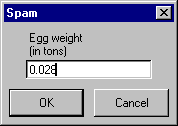 Spam
Egg weight
(in tons)
0.028
OK
Cancel